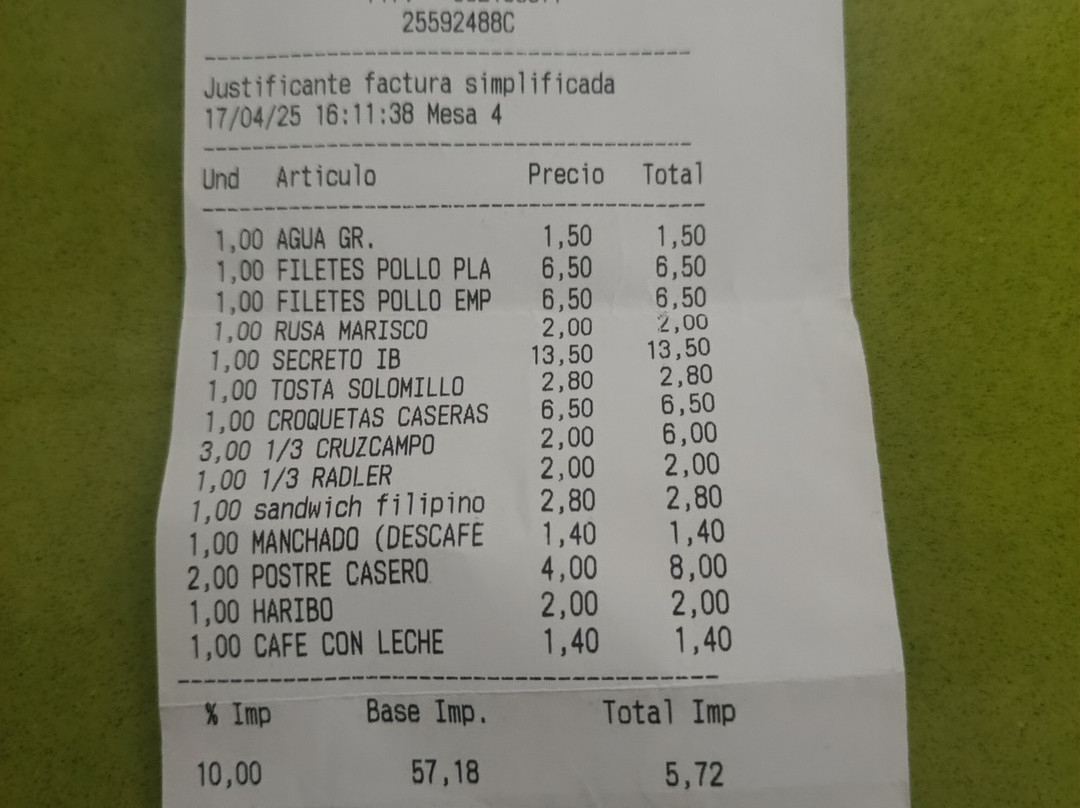 25592488C
Justificante factura simplificada
17/04/25 16:11:38 Mesa 4
Und Articulo Precio Total
1,00 AGUA GR. 1,50 1,50
1,00 FILETES POLLO PLA 6,50 6,50
1,00 FILETES POLLO EMP 6,50 6,50
1,00 RUSA MARISCO 2,00 2,00
1,00 SECRETO IB 13,50 13,50
1,00 TOSTA SOLOMILLO 2,80 2,80
1,00 CROQUETAS CASERAS 6,50 6,50
3,00 1/3 CRUZCAMPO 2,00 6,00
1,00 1/3 RADLER 2,00 2,00
1,00 sandwich filipino 2,80 2,80
1,00 MANCHADO (DESCAFE 1,40 1,40
2,00 POSTRE CASERO 4,00 8,00
1,00 HARIBO 2,00 2,00
1,00 CAFE CON LECHE 1,40 1,40
% Imp Base Imp. Total Imp
10,00 57,18 5,72